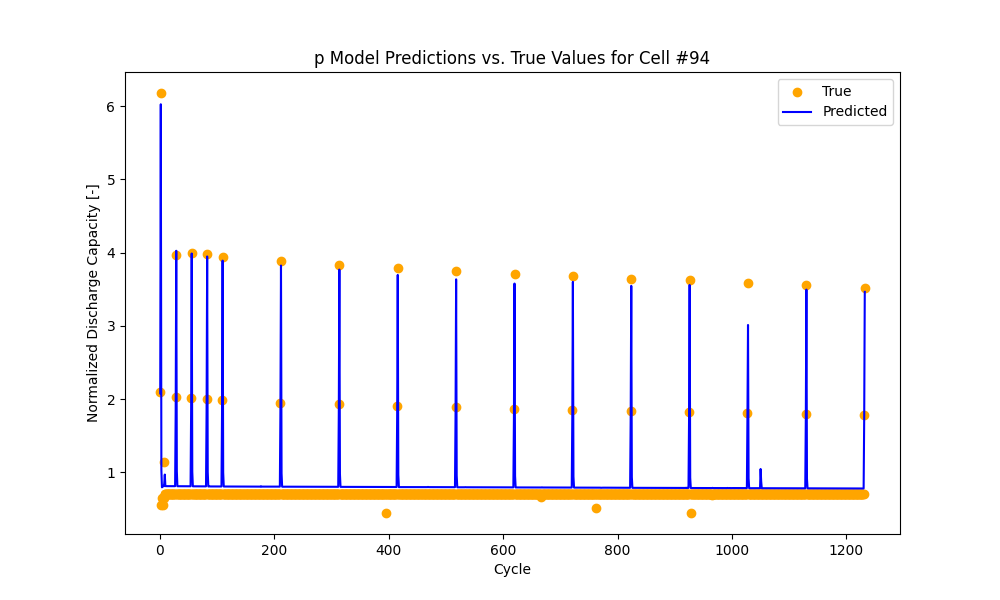 p Model Predictions vs. True Values for Cell #94
True
Predicted
Normalized Discharge Capacity [-]
6
5
4
3
2
1
0
200
400
600
800
1000
1200
Cycle